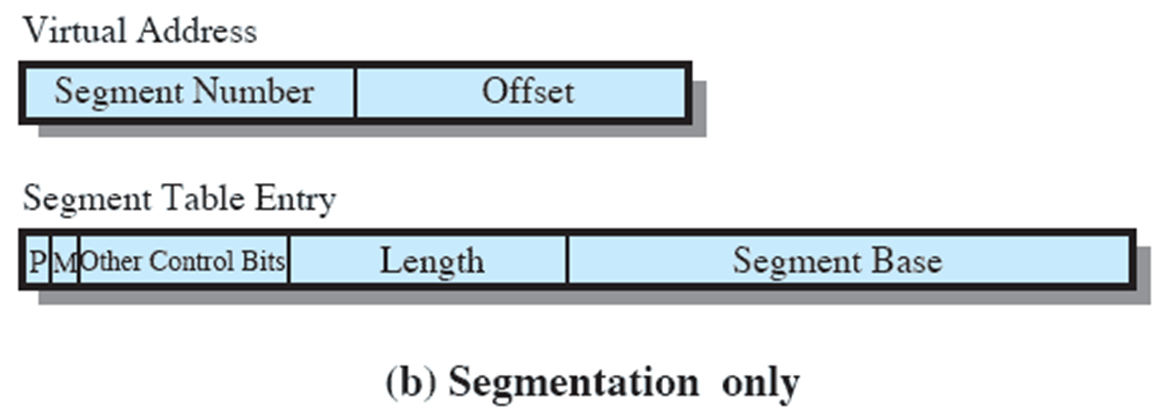 Virtual Address
Segment Number Offset
Segment Table Entry
P M Other Control Bits Length Segment Base
(b) Segmentation only